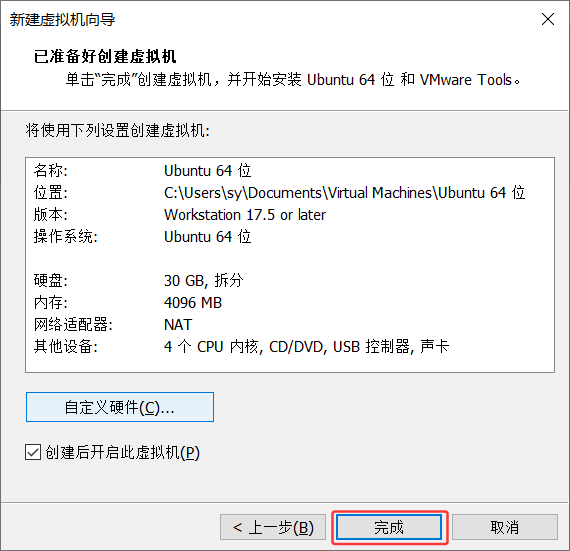 新建虚拟机向导
已准备好创建虚拟机
单击“完成”创建虚拟机，并开始安装 Ubuntu 64 位 和 VMware Tools。
将使用下列设置创建虚拟机:
名称: Ubuntu 64 位
位置: C:\Users\sy\Documents\Virtual Machines\Ubuntu 64 位
版本: Workstation 17.5 or later
操作系统: Ubuntu 64 位
硬盘: 30 GB, 拆分
内存: 4096 MB
网络适配器: NAT
其他设备: 4 个 CPU 内核, CD/DVD, USB 控制器, 声卡
自定义硬件(C)...
创建后开启此虚拟机(P)
< 上一步(B) 完成 取消